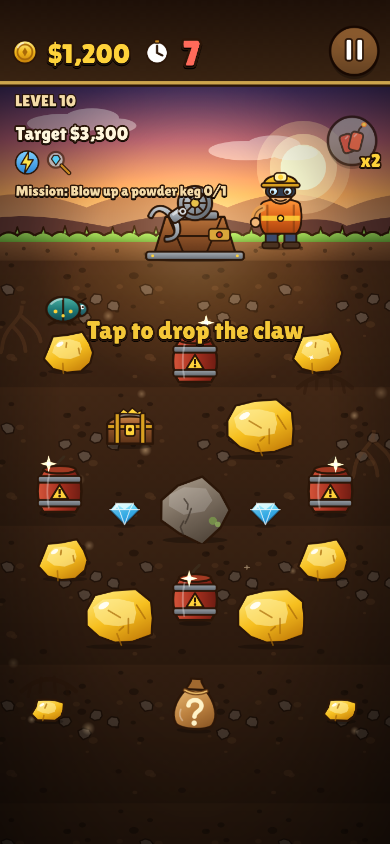 $1,200
7
LEVEL 10
Target $3,300
x2
Mission: Blow up a powder keg 0/1
Tap to drop the claw
?